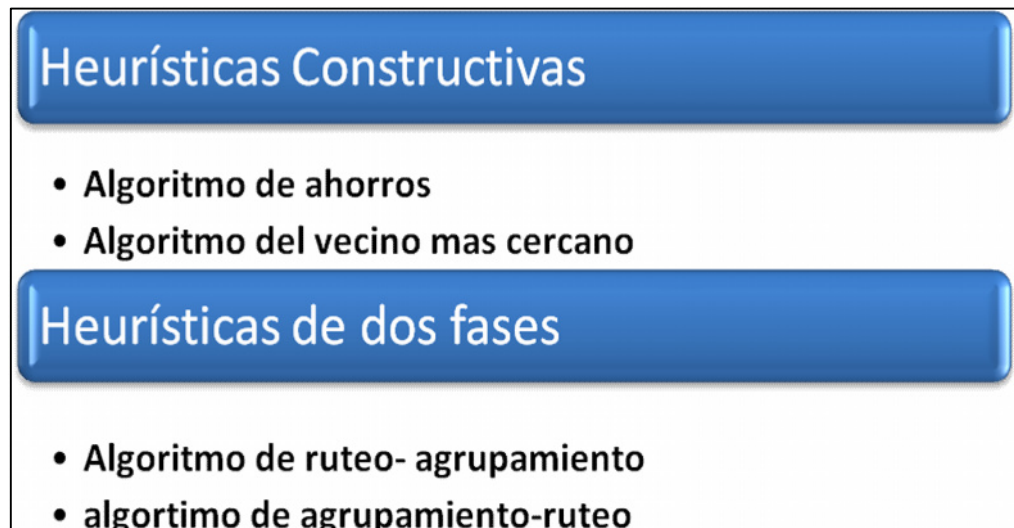 Heurísticas Constructivas
• Algoritmo de ahorros
• Algoritmo del vecino mas cercano
Heurísticas de dos fases
• Algoritmo de ruteo- agrupamiento
• algortimo de agrupamiento-ruteo